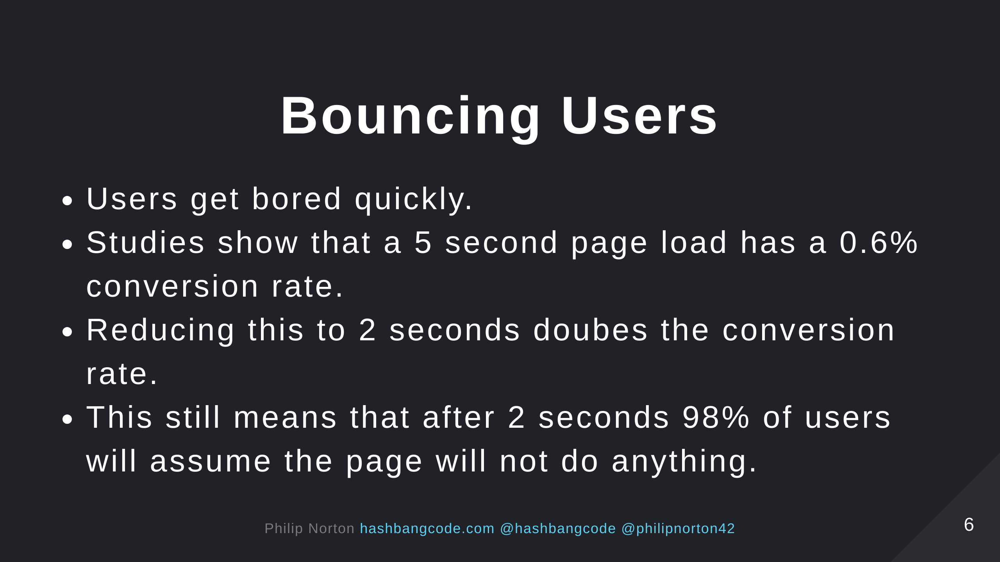 Bouncing Users
• Users get bored quickly.
• Studies show that a 5 second page load has a 0.6%
conversion rate.
• Reducing this to 2 seconds doubes the conversion
rate.
• This still means that after 2 seconds 98% of users
will assume the page will not do anything.
Philip Norton hashbangcode.com @hashbangcode @philipnorton42
6